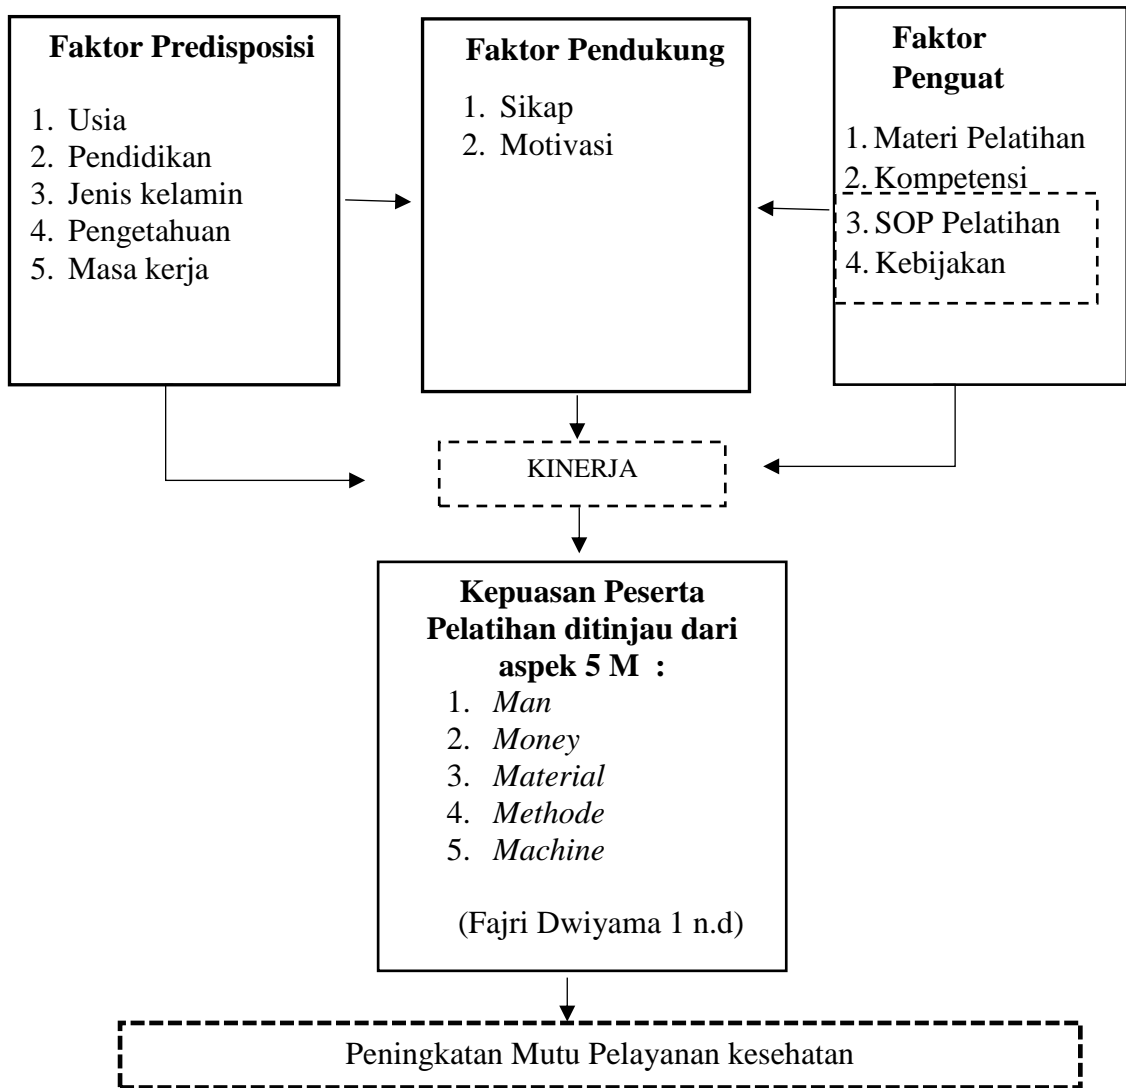 Faktor Predisposisi
1. Usia
2. Pendidikan
3. Jenis kelamin
4. Pengetahuan
5. Masa kerja
Faktor Pendukung
1. Sikap
2. Motivasi
Faktor
Penguat
1. Materi Pelatihan
2. Kompetensi
3. SOP Pelatihan
4. Kebijakan
KINERJA
Kepuasan Peserta
Pelatihan ditinjau dari
aspek 5 M :
1. Man
2. Money
3. Material
4. Methode
5. Machine
(Fajri Dwiyama 1 n.d)
Peningkatan Mutu Pelayanan kesehatan